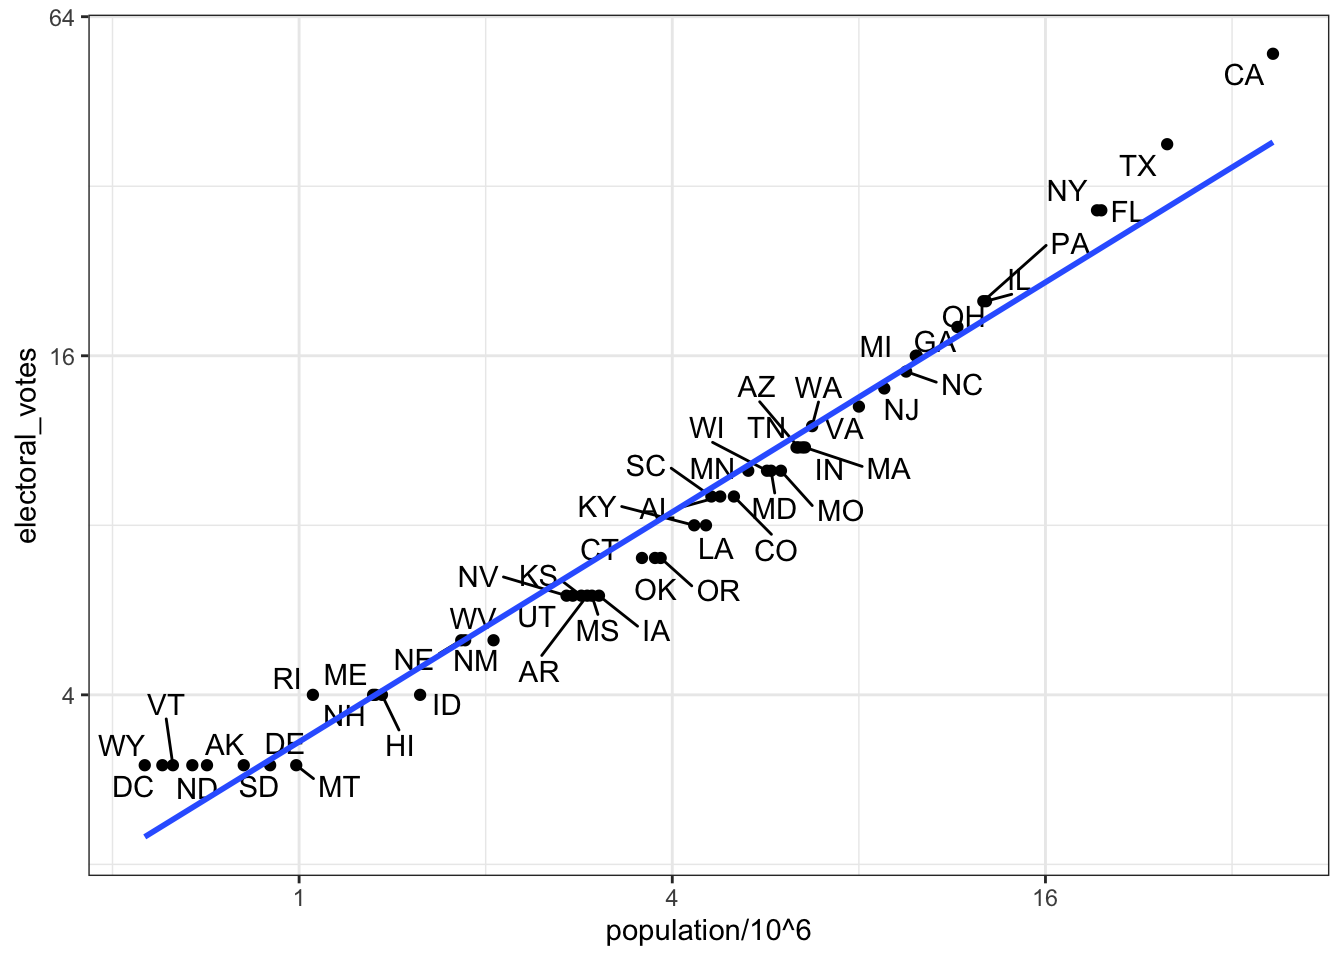 64
CA
TX
NY
FL
PA
IL
OH
GA
MI
16
NC
AZ
WA
NJ
WI
TN
VA
SC
MN
IN
MA
KY
AL
MD
MO
LA
CO
CT
NV
KS
OK
OR
WV
UT
MS
IA
NE
NM
AR
RI
ME
4
VT
NH
ID
WY
AK
DE
HI
DC
ND
SD
MT
electoral_votes
1
4
16
population/10^6